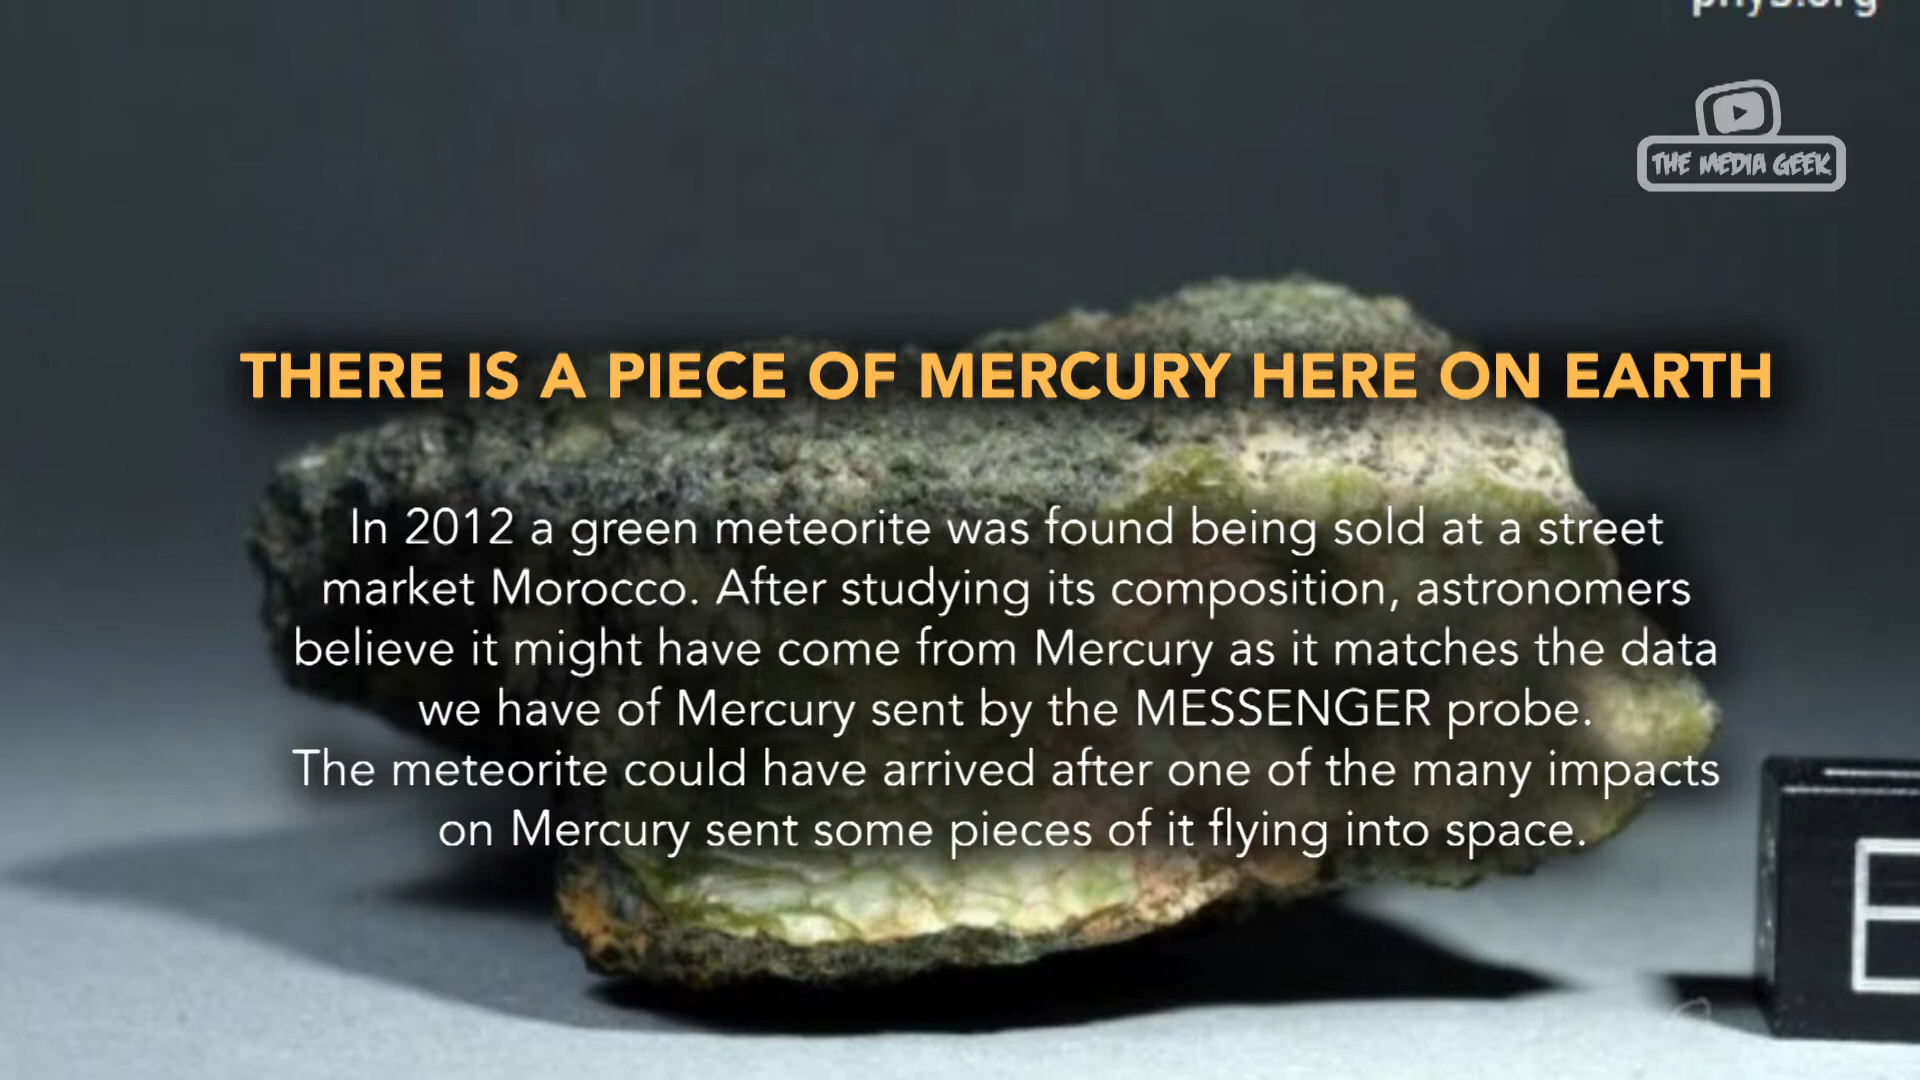 phys.org
THE MEDIA GEEK
THERE IS A PIECE OF MERCURY HERE ON EARTH
In 2012 a green meteorite was found being sold at a street
market Morocco. After studying its composition, astronomers
believe it might have come from Mercury as it matches the data
we have of Mercury sent by the MESSENGER probe.
The meteorite could have arrived after one of the many impacts
on Mercury sent some pieces of it flying into space.